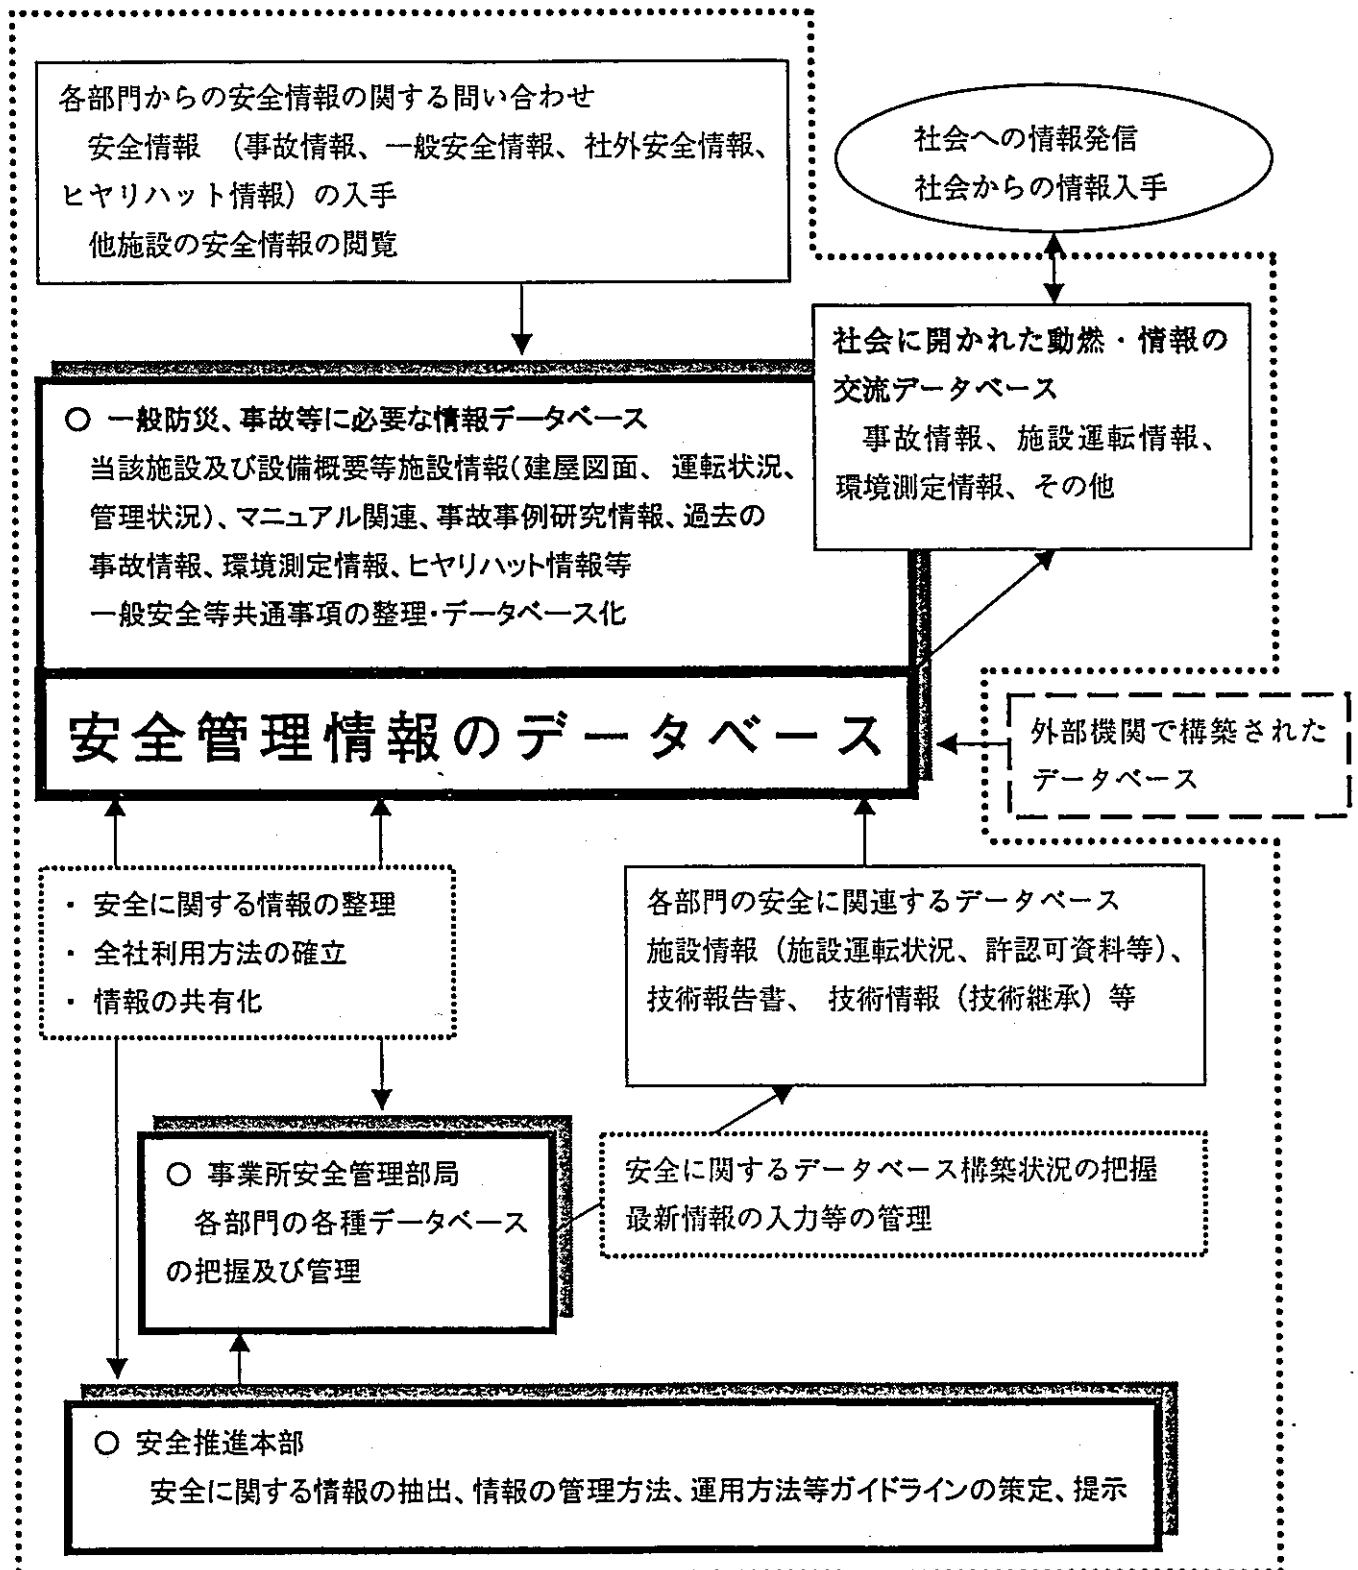 各部門からの安全情報の関する問い合わせ
安全情報 (事故情報、一般安全情報、社外安全情報、
ヒヤリハット情報) の入手
他施設の安全情報の閲覧
社会への情報発信
社会からの情報入手
社会に開かれた動燃・情報の
交流データベース
事故情報、施設運転情報、
環境測定情報、その他
○ 一般防災、事故等に必要な情報データベース
当該施設及び設備概要等施設情報(建屋図面、 運転状況、
管理状況)、マニュアル関連、事故事例研究情報、過去の
事故情報、環境測定情報、ヒヤリハット情報等
一般安全等共通事項の整理・データベース化
安全管理情報のデータベース
外部機関で構築された
データベース
・ 安全に関する情報の整理
・ 全社利用方法の確立
・ 情報の共有化
各部門の安全に関連するデータベース
施設情報 (施設運転状況、許認可資料等)、
技術報告書、 技術情報 (技術継承) 等
○ 事業所安全管理部局
各部門の各種データベース
の把握及び管理
安全に関するデータベース構築状況の把握
最新情報の入力等の管理
○ 安全推進本部
安全に関する情報の抽出、情報の管理方法、運用方法等ガイドラインの策定、提示